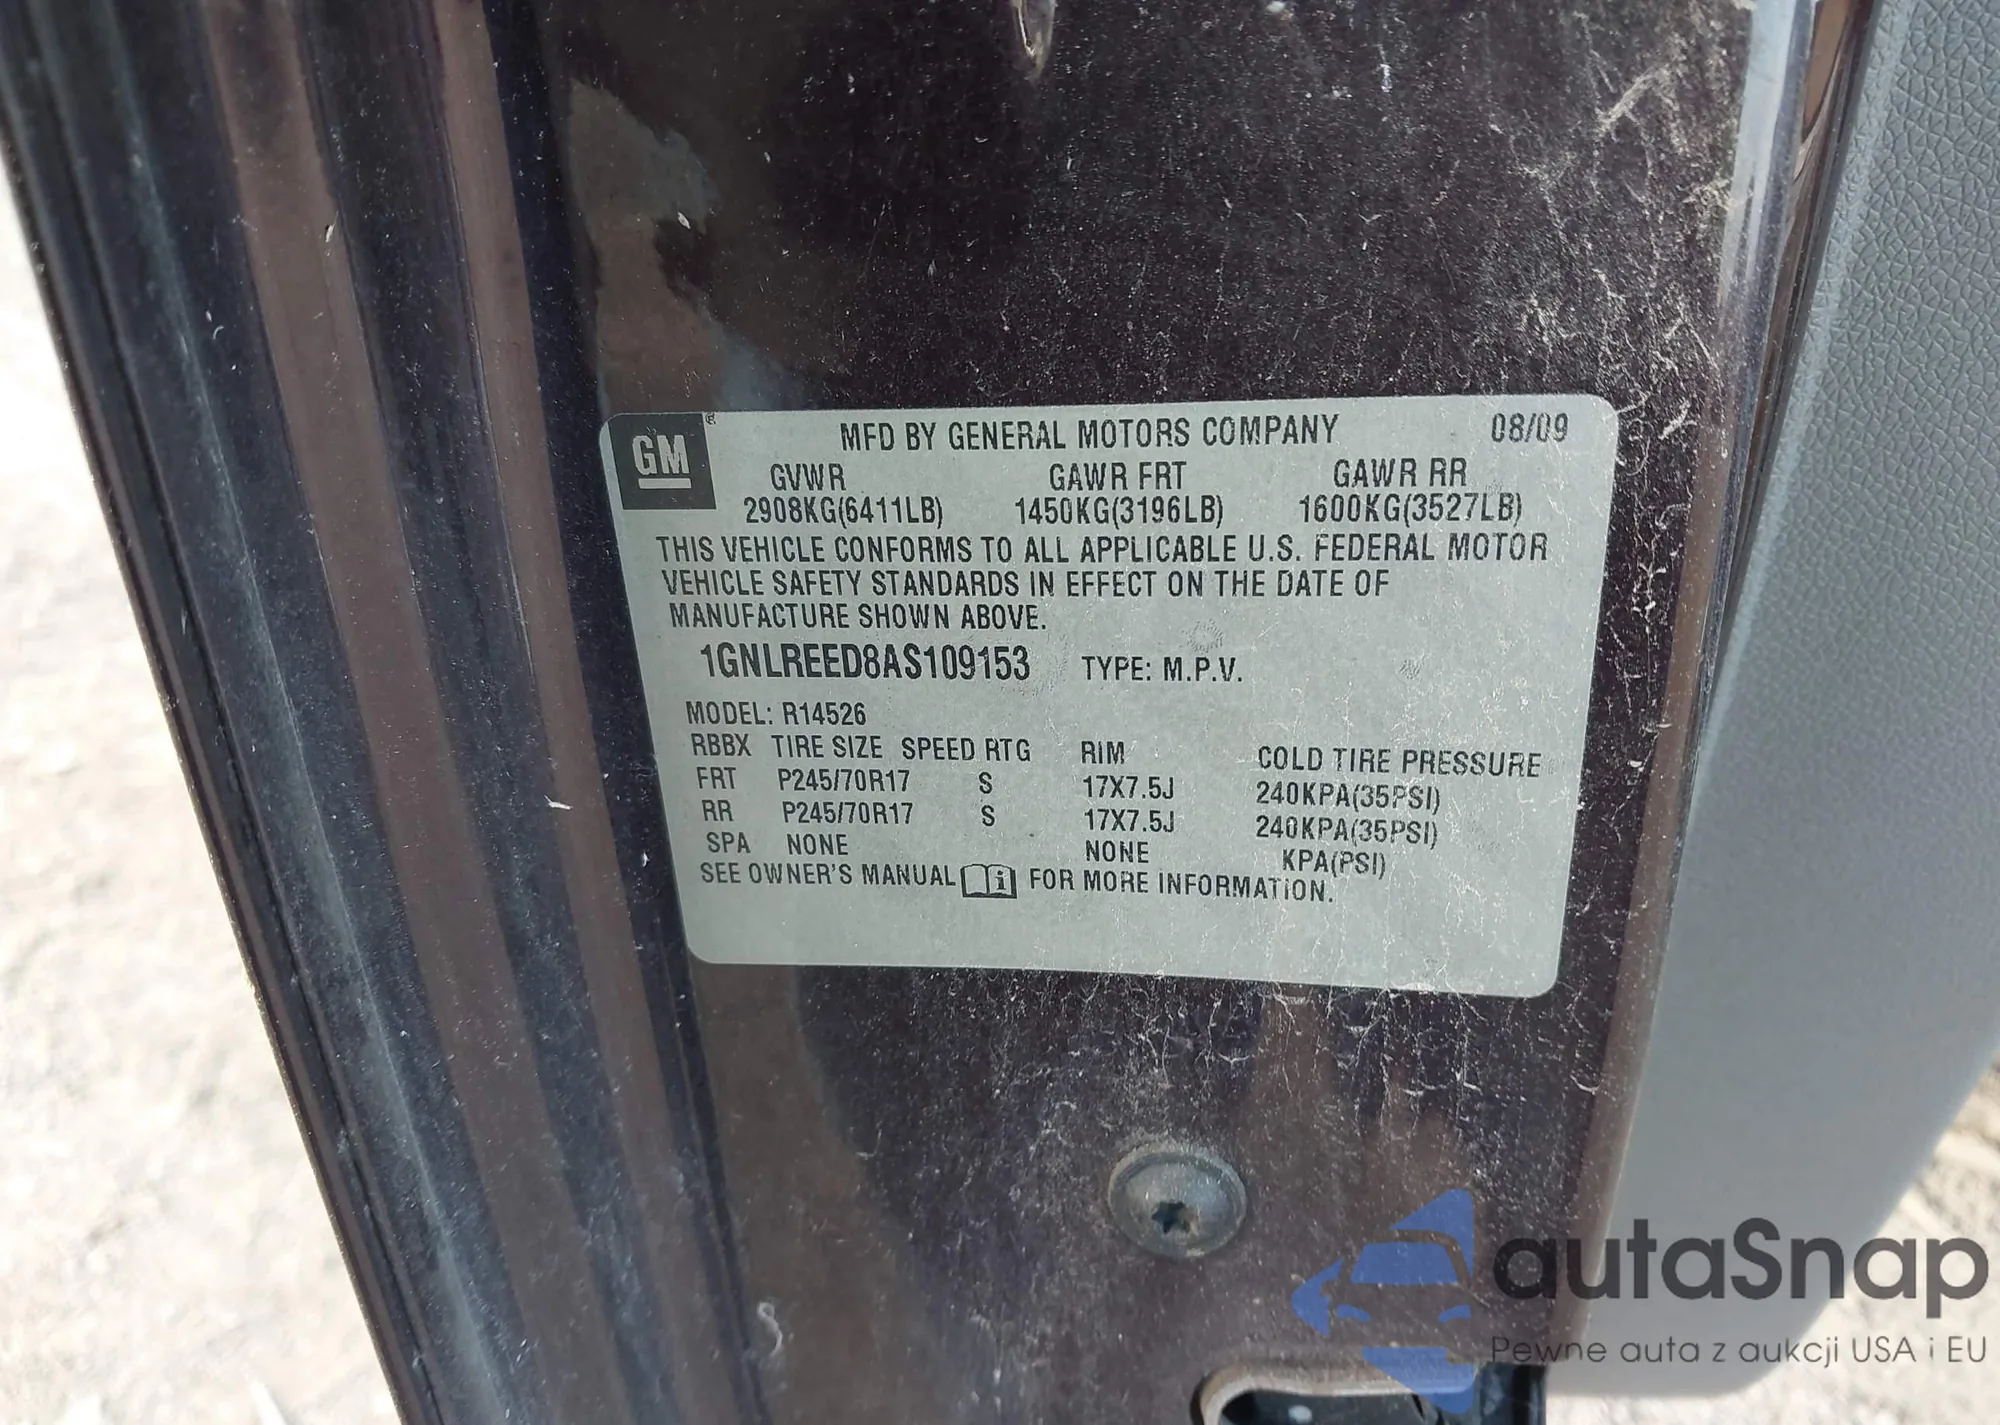 GM
MFD BY GENERAL MOTORS COMPANY 08/09
GVWR GAWR FRT GAWR RR
2908KG(6411LB) 1450KG(3196LB) 1600KG(3527LB)
THIS VEHICLE CONFORMS TO ALL APPLICABLE U.S. FEDERAL MOTOR
VEHICLE SAFETY STANDARDS IN EFFECT ON THE DATE OF
MANUFACTURE SHOWN ABOVE.
1GNLREED8AS109153 TYPE: M.P.V.
MODEL: R14526
RBBX TIRE SIZE SPEED RTG RIM COLD TIRE PRESSURE
FRT P245/70R17 S 17X7.5J 240KPA(35PSI)
RR P245/70R17 S 17X7.5J 240KPA(35PSI)
SPA NONE NONE KPA(PSI)
SEE OWNER'S MANUAL FOR MORE INFORMATION.
autaSnap
Pewne auta z aukcji USA i EU